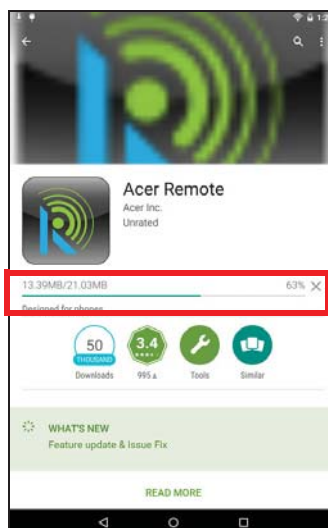 Acer Remote
Acer Inc.
Unrated
13.39MB/21.03MB 63%
Designed for phones
50
THOUSAND
3.4
Downloads 995 Tools Similar
WHAT'S NEW
Feature update & Issue Fix
READ MORE